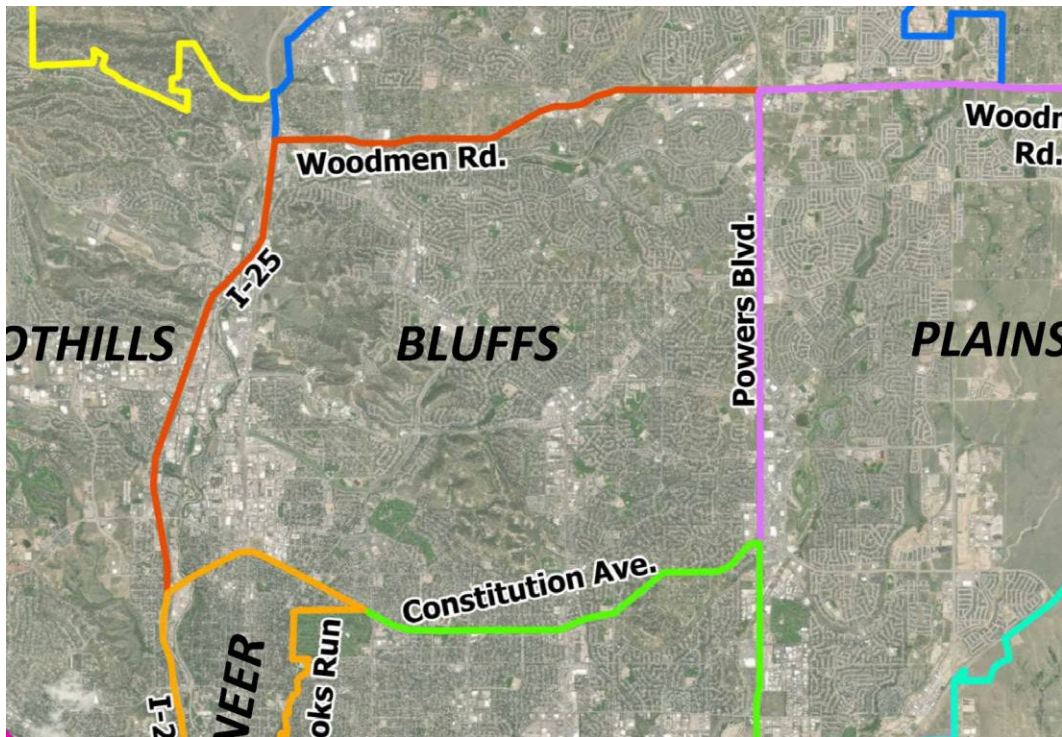 Woodmen Rd.
Woodm
Rd.
I-25
Powers Blvd.
OTHILLS
BLUFFS
PLAINS
Constitution Ave.
NEER
oks Run
I-2